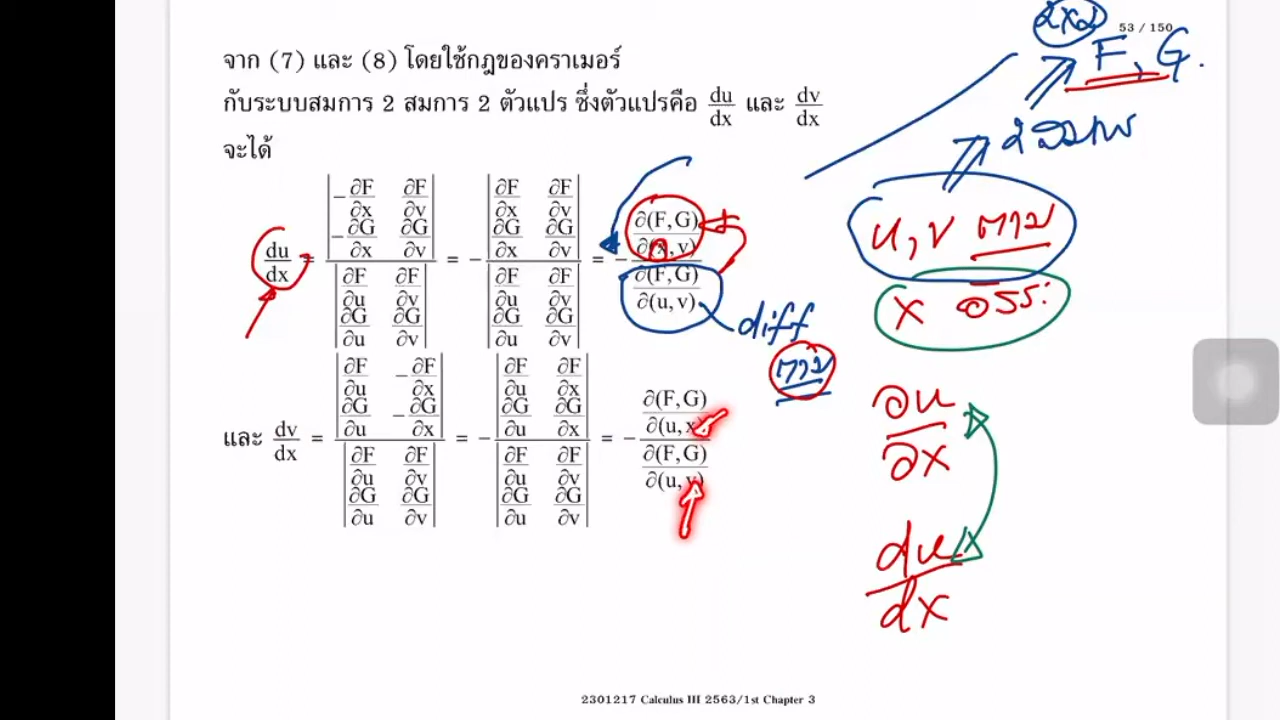 53 / 150
2x2
F, G.
จาก (7) และ (8) โดยใช้กฎของคราเมอร์
กับระบบสมการ 2 สมการ 2 ตัวแปร ซึ่งตัวแปรคือ du/dx และ dv/dx
จะได้
du/dx = |-∂F/∂x ∂F/∂v; -∂G/∂x ∂G/∂v| / |∂F/∂u ∂F/∂v; ∂G/∂u ∂G/∂v| = - |∂F/∂x ∂F/∂v; ∂G/∂x ∂G/∂v| / |∂F/∂u ∂F/∂v; ∂G/∂u ∂G/∂v| = - (∂(F,G)/∂(x,v)) / (∂(F,G)/∂(u,v))
u, v ตาม
x อิสระ
diff
ตาม
และ dv/dx = |∂F/∂u -∂F/∂x; ∂G/∂u -∂G/∂x| / |∂F/∂u ∂F/∂v; ∂G/∂u ∂G/∂v| = - |∂F/∂u ∂F/∂x; ∂G/∂u ∂G/∂x| / |∂F/∂u ∂F/∂v; ∂G/∂u ∂G/∂v| = - (∂(F,G)/∂(u,x)) / (∂(F,G)/∂(u,v))
∂u/∂x
du/dx
2301217 Calculus III 2563/1st Chapter 3